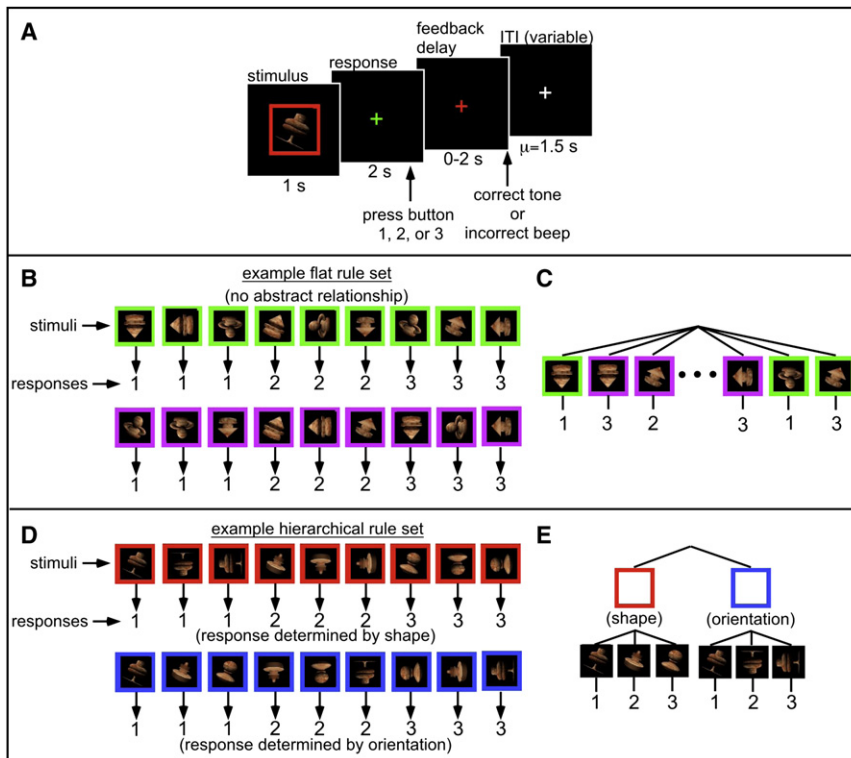 A
stimulus
response
feedback
delay
ITI (variable)
1 s
2 s
0-2 s
μ=1.5 s
press button
1, 2, or 3
correct tone
or
incorrect beep
B
example flat rule set
(no abstract relationship)
stimuli
responses
1 1 1 2 2 2 3 3 3
1 1 1 2 2 2 3 3 3
C
1 3 2 3 1 3
D
example hierarchical rule set
stimuli
responses
1 1 1 2 2 2 3 3 3
(response determined by shape)
1 1 1 2 2 2 3 3 3
(response determined by orientation)
E
(shape) (orientation)
1 2 3 1 2 3